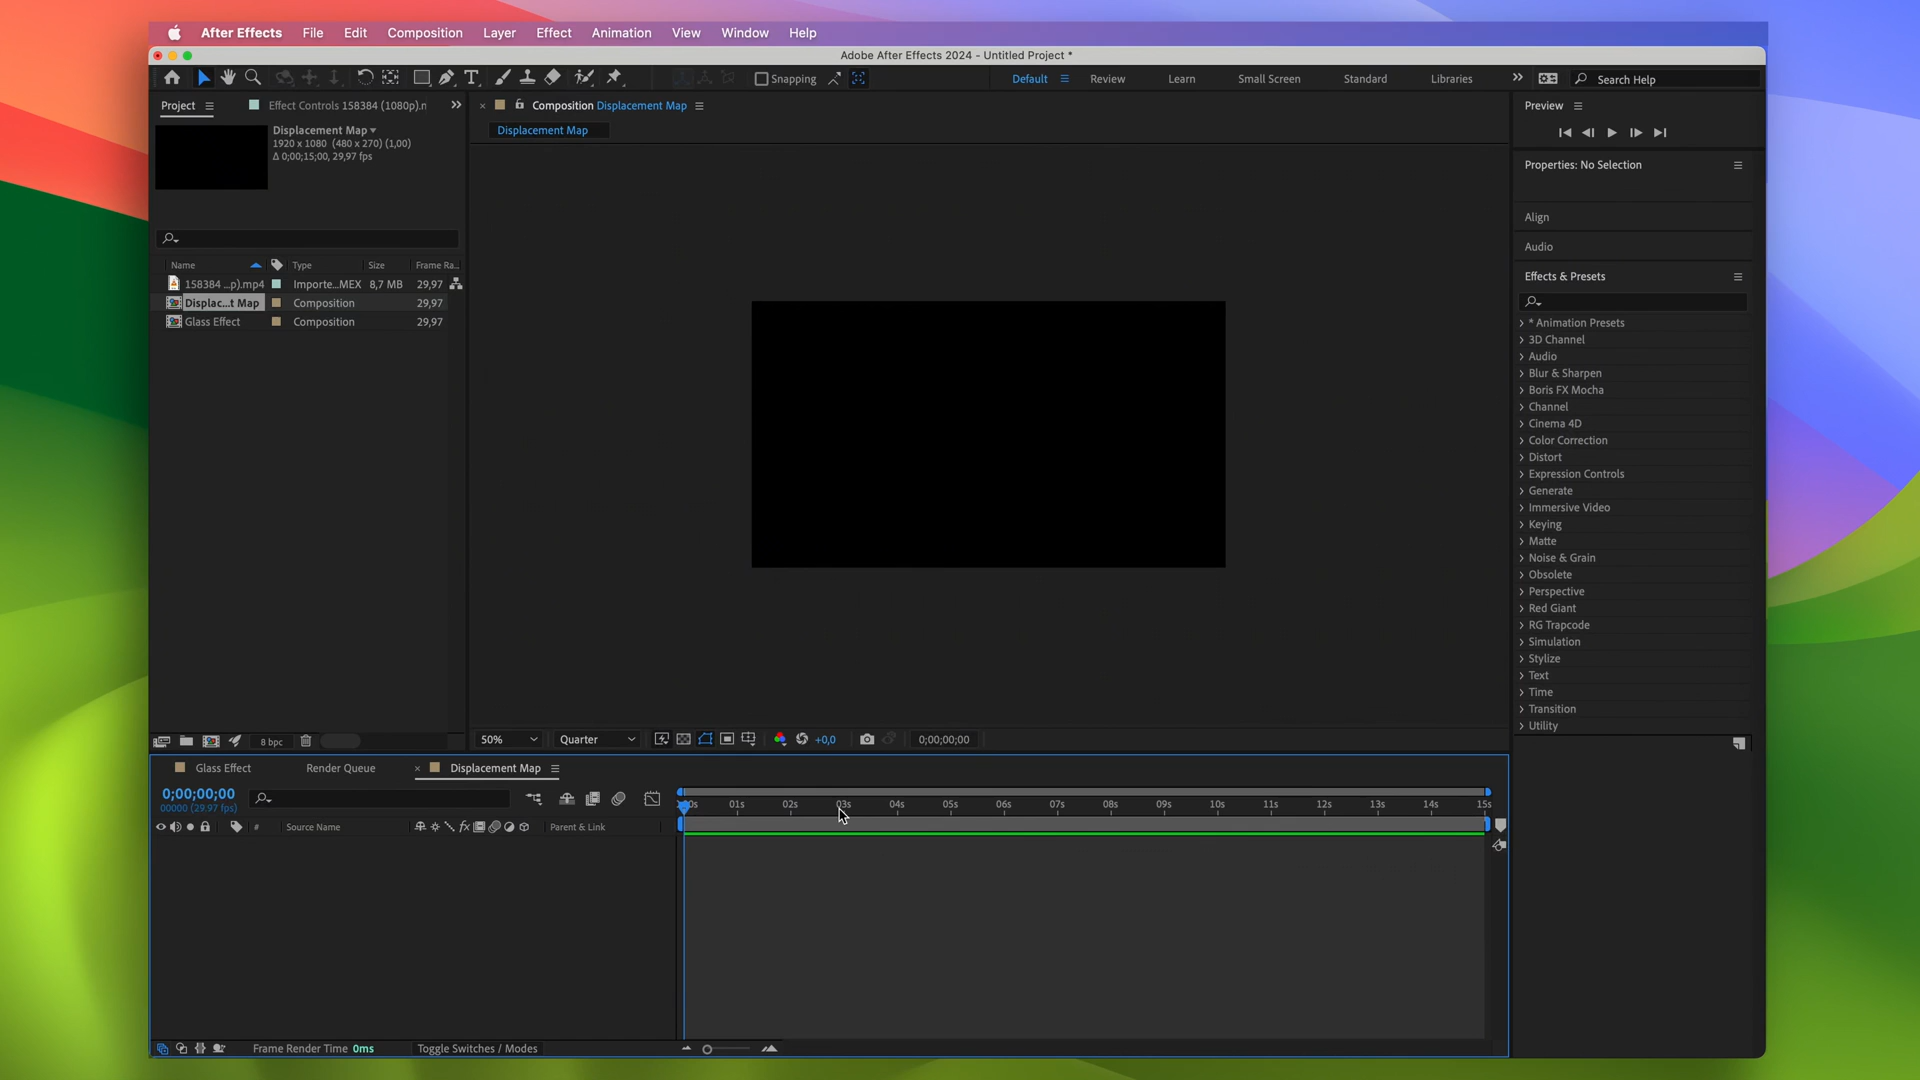 After Effects File Edit Composition Layer Effect Animation View Window Help
Adobe After Effects 2024 - Untitled Project *
Snapping Default Review Learn Small Screen Standard Libraries Search Help
Project Effect Controls 158384 (1080p).n
Composition Displacement Map
Preview
Displacement Map
1920 x 1080 (480 x 270) (1,00)
Δ 0;00;15;00, 29,97 fps
Displacement Map
Properties: No Selection
Align
Audio
Effects & Presets
Name Type Size Frame Ra...
158384 ...p).mp4 Importe...MEX 8,7 MB 29,97
Displac...t Map Composition 29,97
Glass Effect Composition 29,97
* Animation Presets
3D Channel
Audio
Blur & Sharpen
Boris FX Mocha
Channel
Cinema 4D
Color Correction
Distort
Expression Controls
Generate
Immersive Video
Keying
Matte
Noise & Grain
Obsolete
Perspective
Red Giant
RG Trapcode
Simulation
Stylize
Text
Time
Transition
Utility
8 bpc
50% Quarter +0,0 0;00;00;00
Glass Effect Render Queue Displacement Map
0;00;00;00
00000 (29.97 fps)
01s 02s 03s 04s 05s 06s 07s 08s 09s 10s 11s 12s 13s 14s 15s
# Source Name fx Parent & Link
Frame Render Time 0ms Toggle Switches / Modes